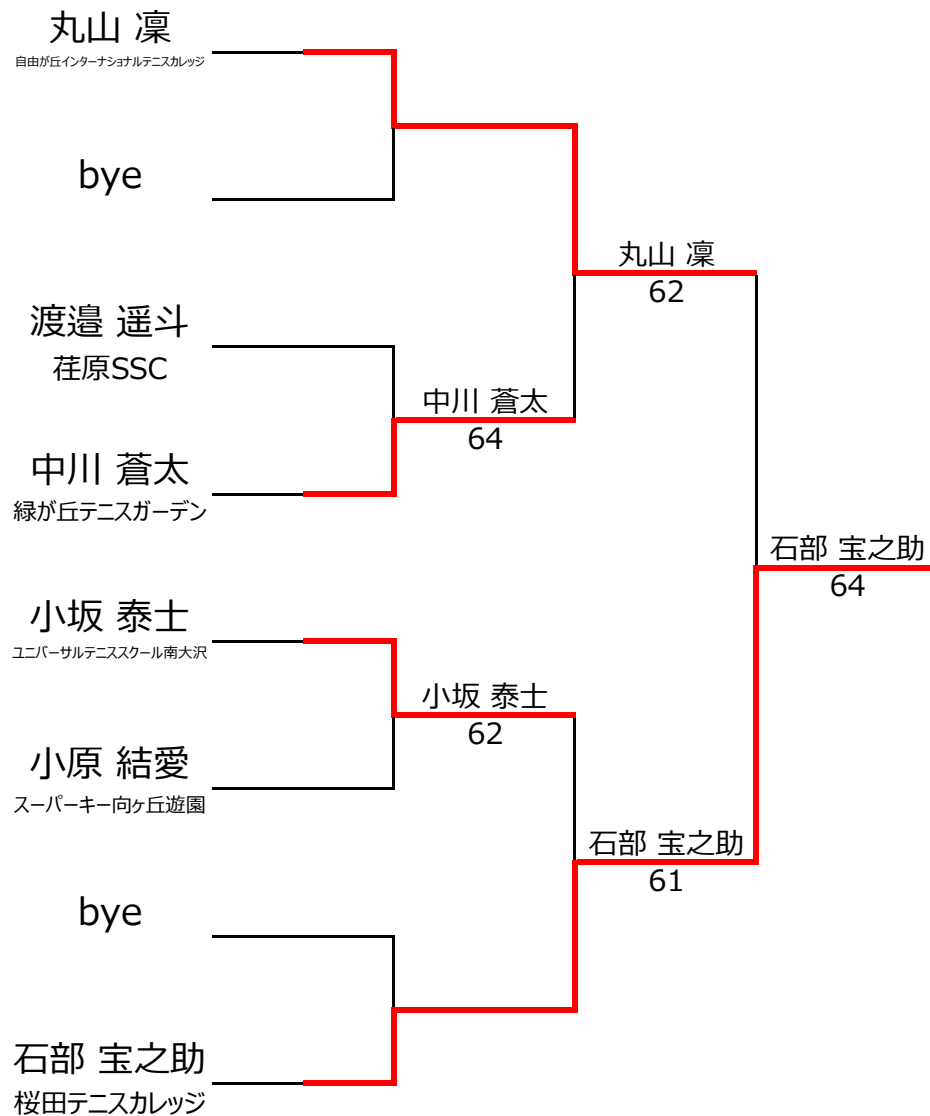 丸山 凜
自由が丘インターナショナルテニスカレッジ
bye
渡邉 遥斗
荏原SSC
中川 蒼太
緑が丘テニスガーデン
小坂 泰士
ユニバーサルテニススクール南大沢
小原 結愛
スーパーキー向ヶ丘遊園
bye
石部 宝之助
桜田テニスカレッジ
中川 蒼太
64
小坂 泰士
62
丸山 凜
62
石部 宝之助
61
石部 宝之助
64